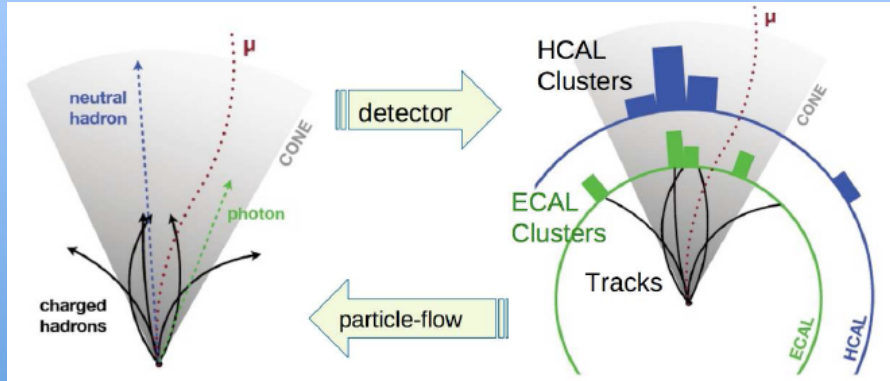 μ
neutral
hadron
CONE
photon
charged
hadrons
detector
particle-flow
μ
HCAL
Clusters
CONE
ECAL
Clusters
Tracks
ECAL
HCAL